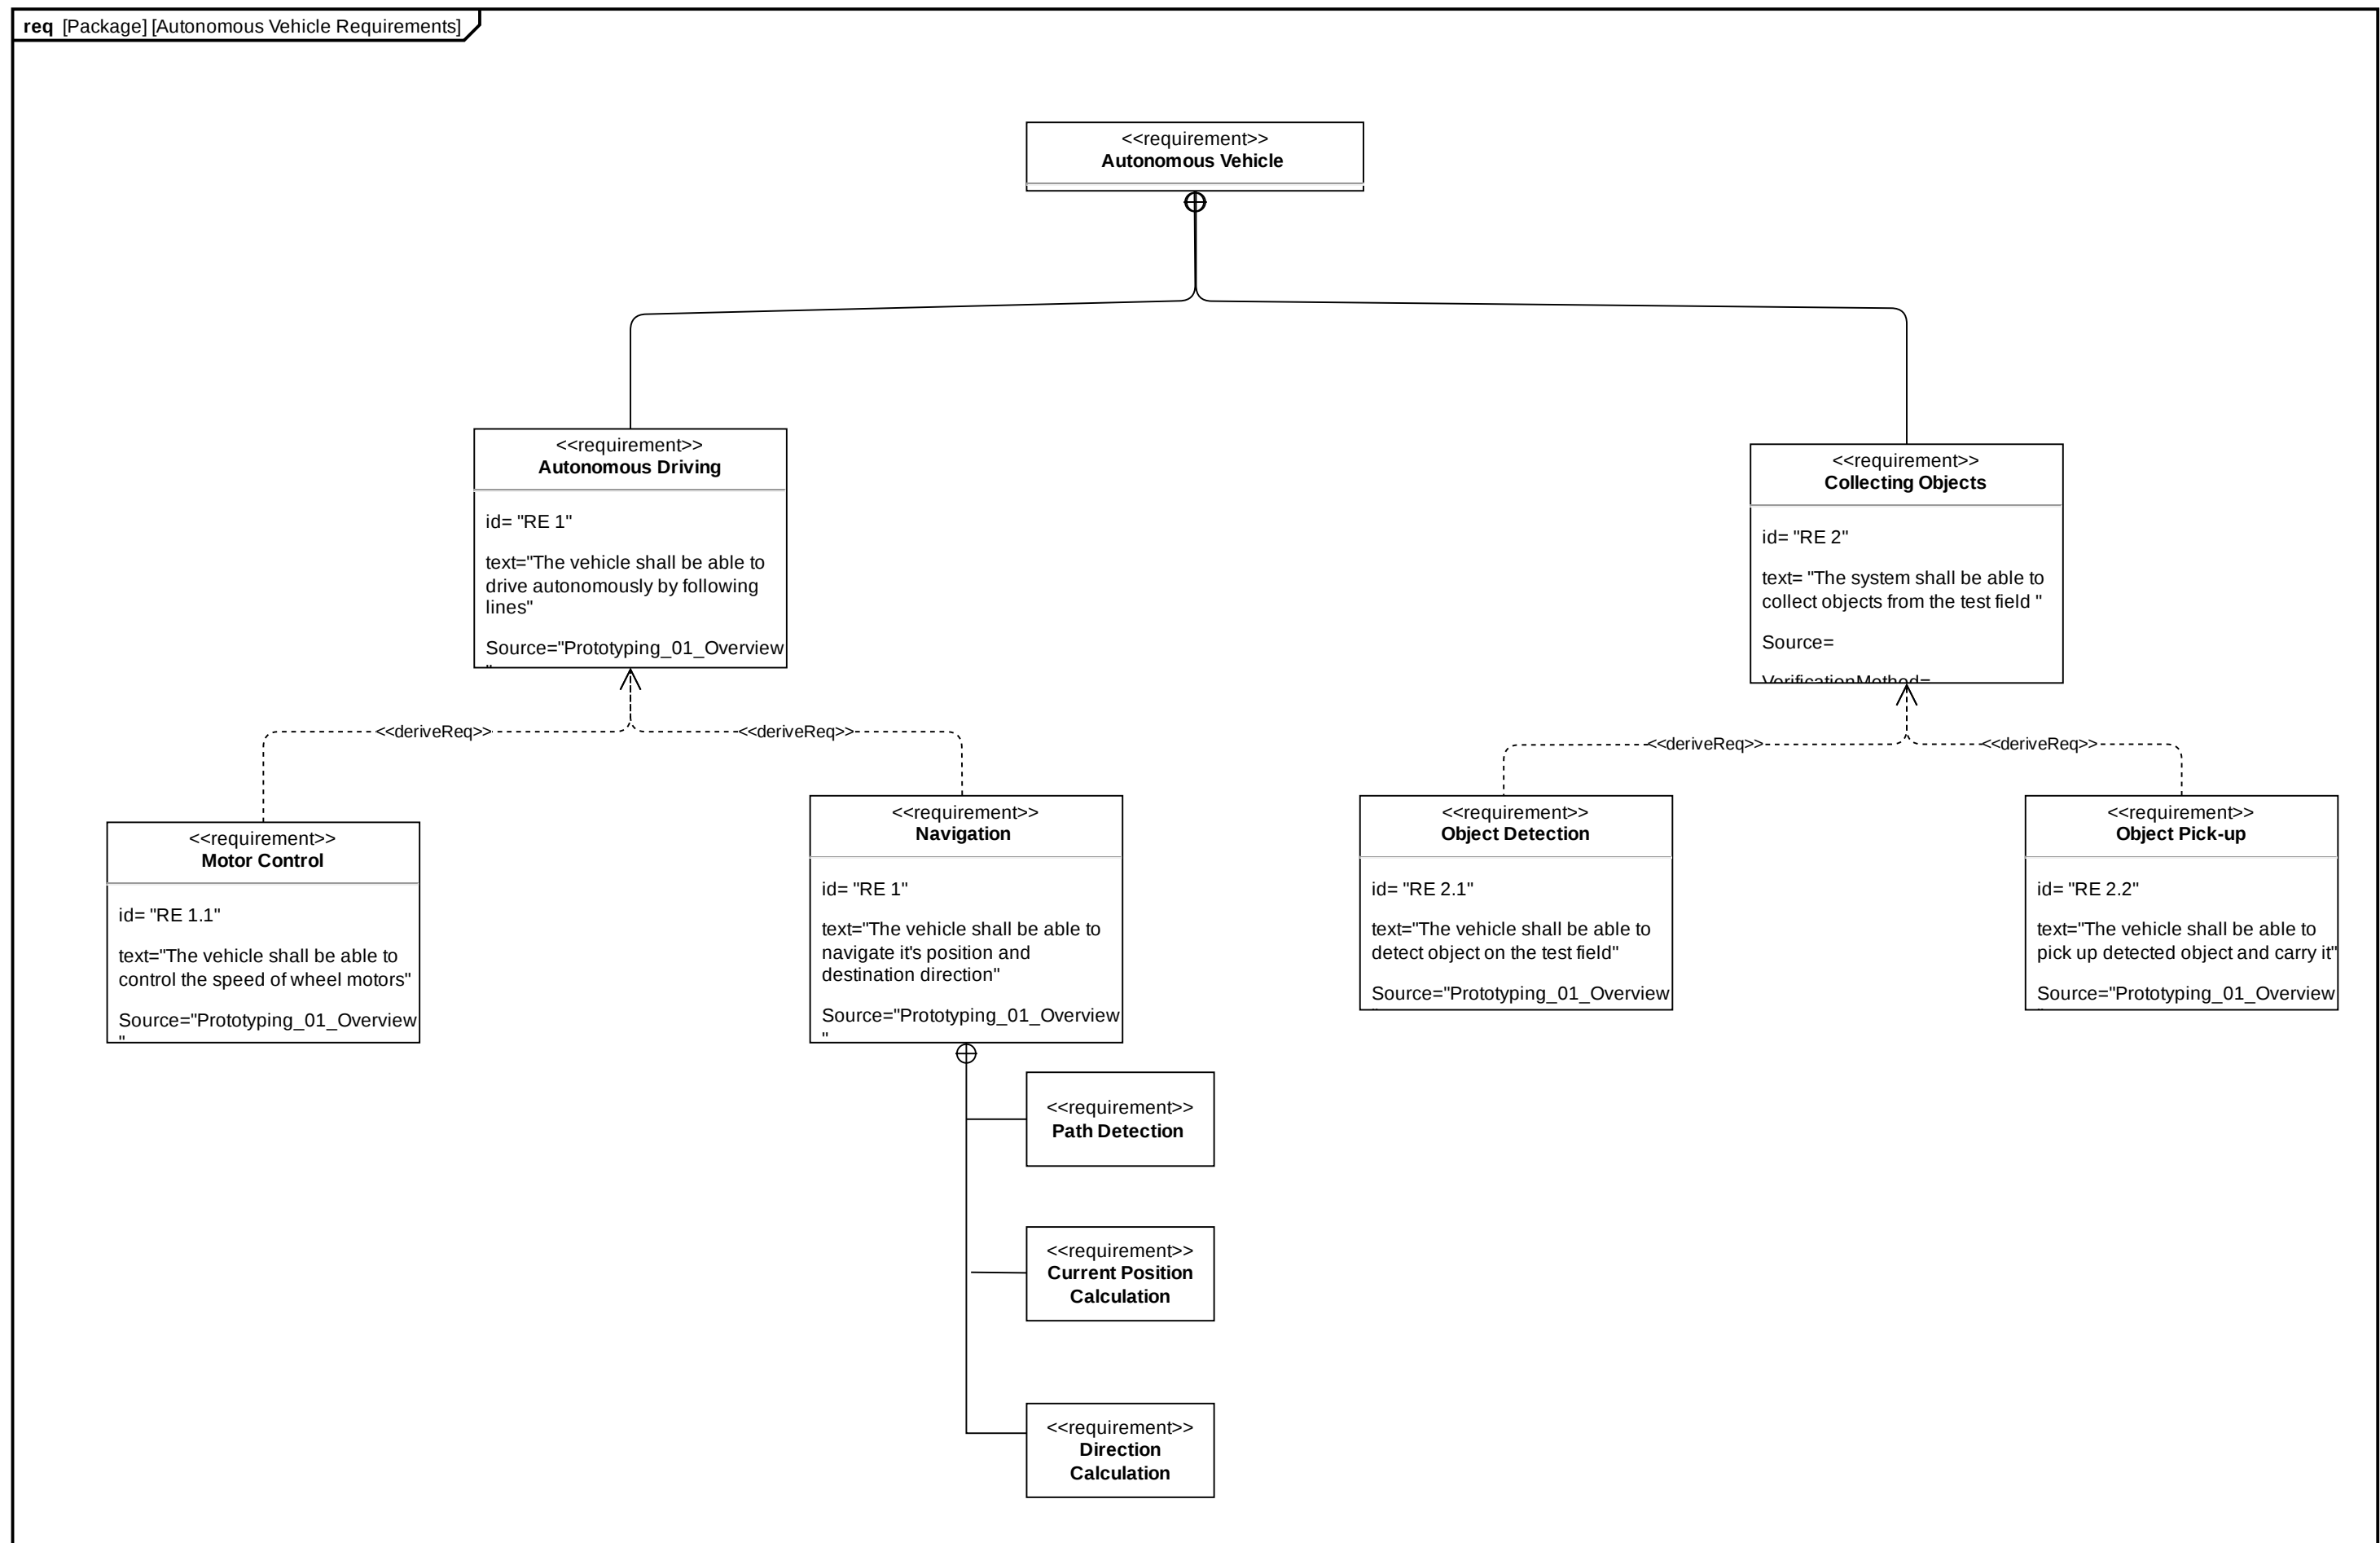 req [Package] [Autonomous Vehicle Requirements]
<<requirement>>
Autonomous Vehicle
<<requirement>>
Autonomous Driving
id= "RE 1"
text="The vehicle shall be able to
drive autonomously by following
lines"
Source="Prototyping_01_Overview
"
<<requirement>>
Collecting Objects
id= "RE 2"
text= "The system shall be able to
collect objects from the test field "
Source=
VerificationMethod=
<<deriveReq>>
<<deriveReq>>
<<deriveReq>>
<<deriveReq>>
<<requirement>>
Motor Control
id= "RE 1.1"
text="The vehicle shall be able to
control the speed of wheel motors"
Source="Prototyping_01_Overview
"
<<requirement>>
Navigation
id= "RE 1"
text="The vehicle shall be able to
navigate it's position and
destination direction"
Source="Prototyping_01_Overview
"
<<requirement>>
Object Detection
id= "RE 2.1"
text="The vehicle shall be able to
detect object on the test field"
Source="Prototyping_01_Overview
"
<<requirement>>
Object Pick-up
id= "RE 2.2"
text="The vehicle shall be able to
pick up detected object and carry it"
Source="Prototyping_01_Overview
"
<<requirement>>
Path Detection
<<requirement>>
Current Position
Calculation
<<requirement>>
Direction
Calculation